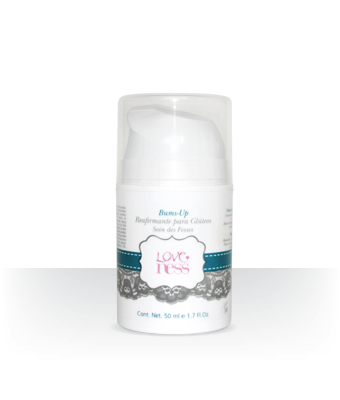 Bums-Up
Reafirmante para Glúteos
Soin des Fesses
LOVE
ness
Cont. Net. 50 ml e 1.7 fl.Oz.